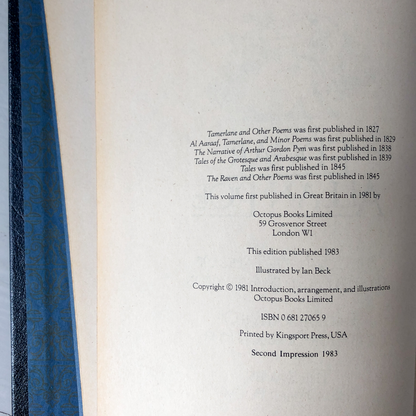 Tamerlane and Other Poems was first published in 1827
Al Aaraaf, Tamerlane, and Minor Poems was first published in 1829
The Narrative of Arthur Gordon Pym was first published in 1838
Tales of the Grotesque and Arabesque was first published in 1839
Tales was first published in 1845
The Raven and Other Poems was first published in 1845
This volume first published in Great Britain in 1981 by
Octopus Books Limited
59 Grosvenor Street
London W1
This edition published 1983
Illustrated by Ian Beck
Copyright © 1981 Introduction, arrangement, and illustrations
Octopus Books Limited
ISBN 0 681 27065 9
Printed by Kingsport Press, USA
Second Impression 1983